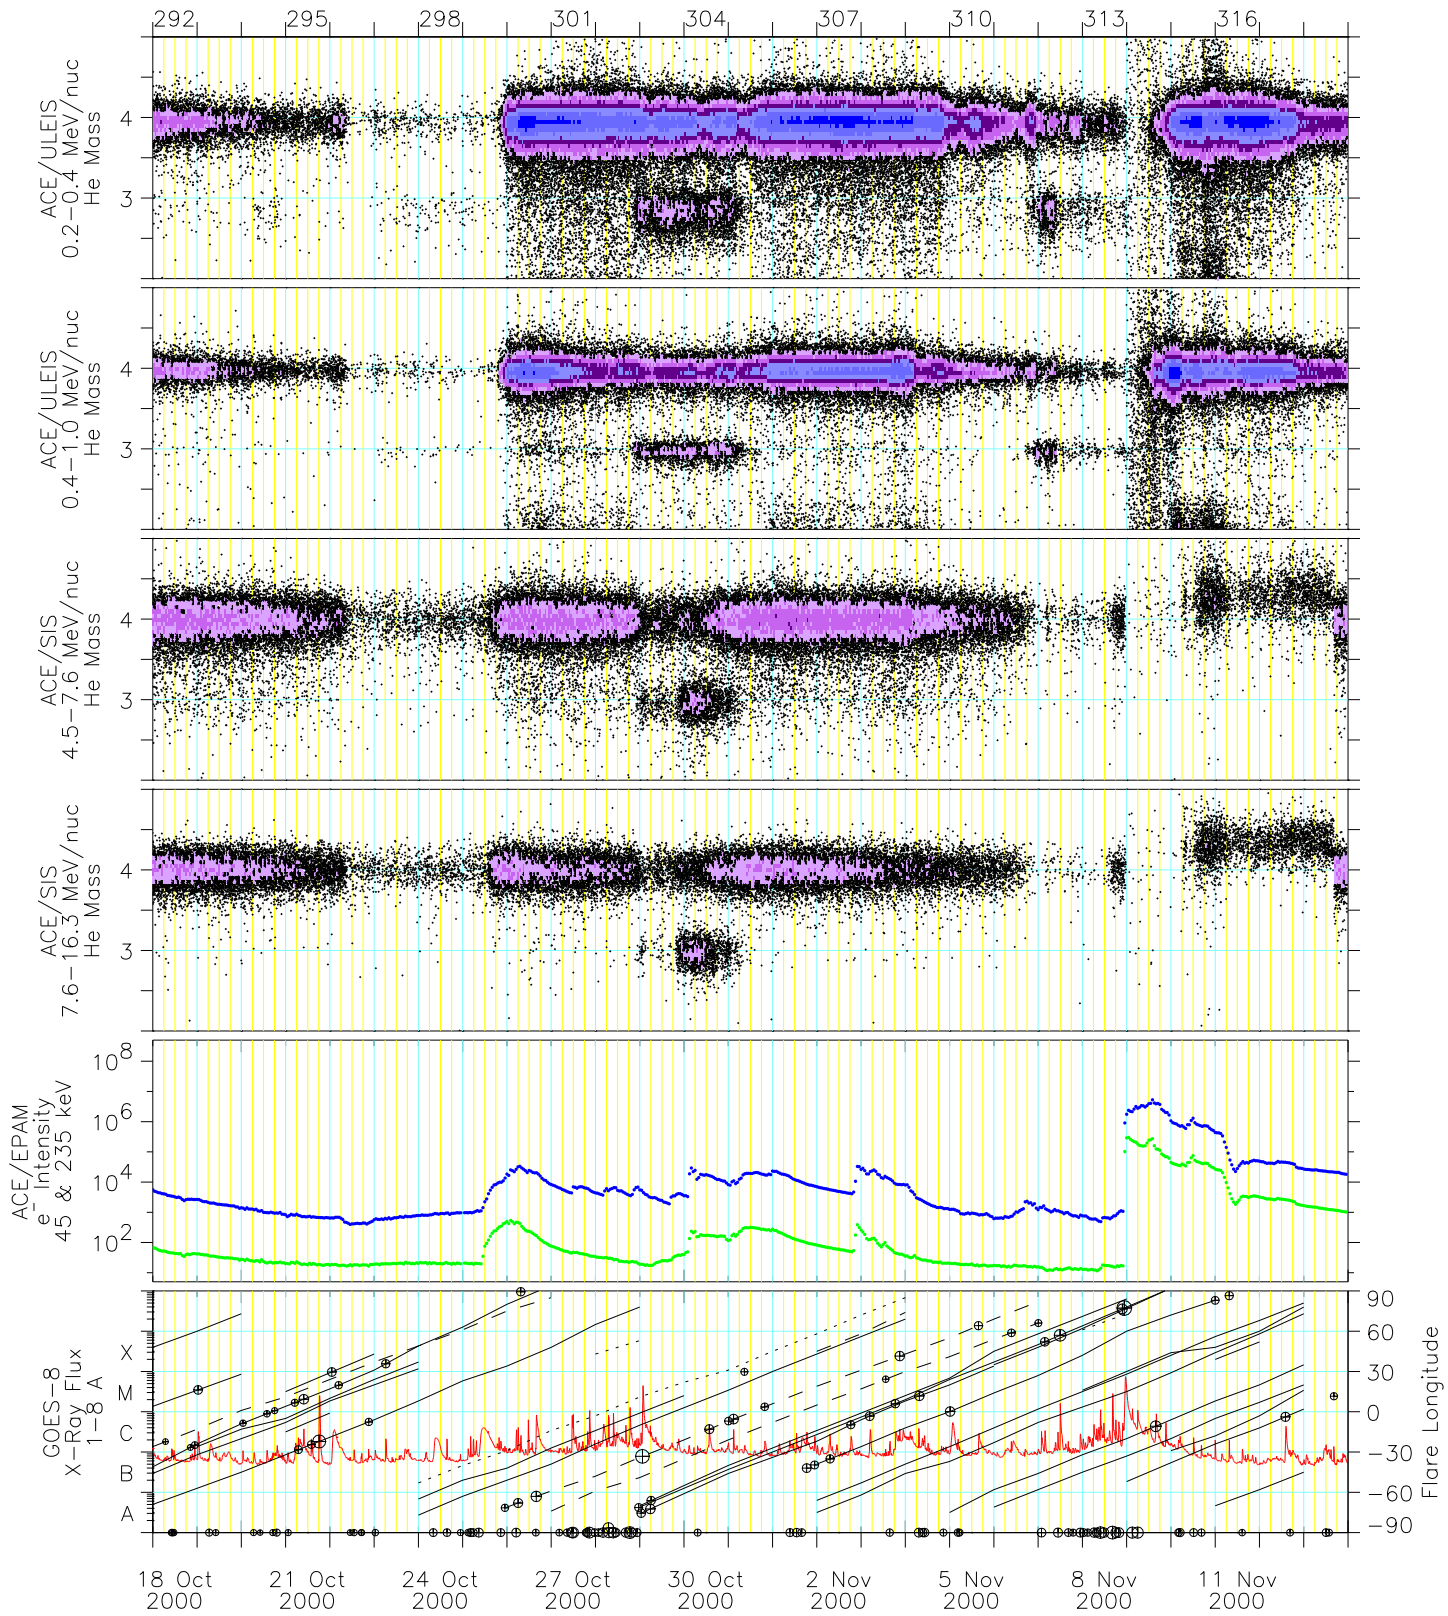 292 295 298 301 304 307 310 313 316
ACE/ULEIS
0.2−0.4 MeV/nuc
He Mass
4
3
ACE/ULEIS
0.4−1.0 MeV/nuc
He Mass
4
3
ACE/SIS
4.5−7.6 MeV/nuc
He Mass
4
3
ACE/SIS
7.6−16.3 MeV/nuc
He Mass
4
3
ACE/EPAM
e⁻ Intensity
45 & 235 keV
10⁸
10⁶
10⁴
10²
GOES−8
X−Ray Flux
1−8 A
X
M
C
B
A
90
60
30
0
−30
−60
−90
Flare Longitude
18 Oct 21 Oct 24 Oct 27 Oct 30 Oct 2 Nov 5 Nov 8 Nov 11 Nov
2000 2000 2000 2000 2000 2000 2000 2000 2000